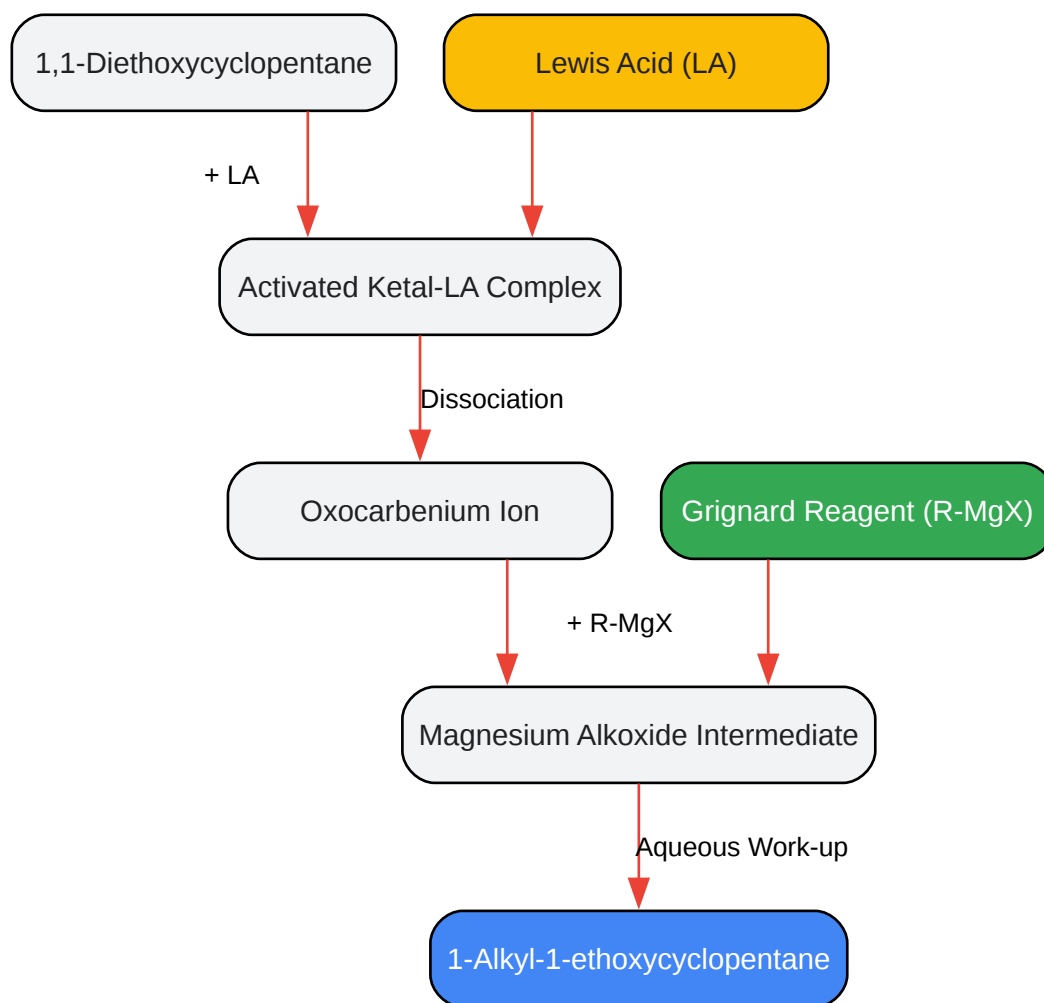 1,1-Diethoxycyclopentane
Lewis Acid (LA)
+ LA
Activated Ketal-LA Complex
Dissociation
Oxocarbenium Ion
Grignard Reagent (R-MgX)
+ R-MgX
Magnesium Alkoxide Intermediate
Aqueous Work-up
1-Alkyl-1-ethoxycyclopentane